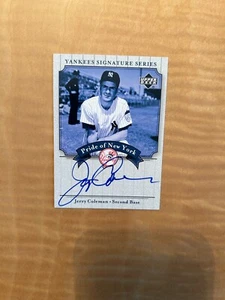 YANKEES SIGNATURE SERIES
Pride of New York
Jerry Coleman • Second Base